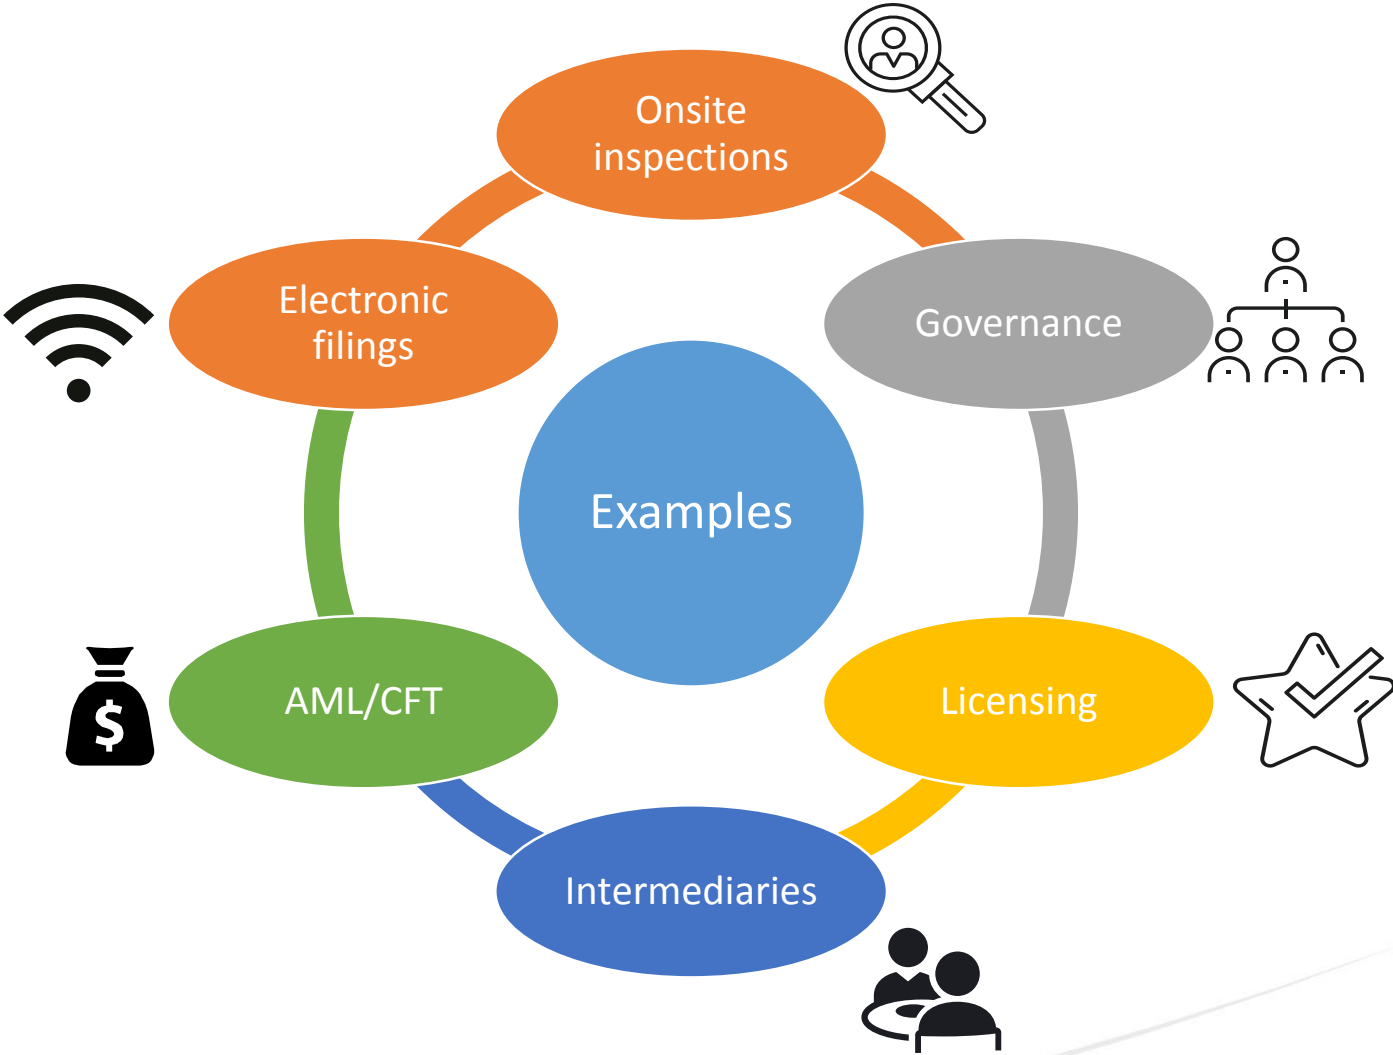 Onsite
inspections
Electronic
filings
Governance
Examples
AML/CFT
$
Licensing
Intermediaries